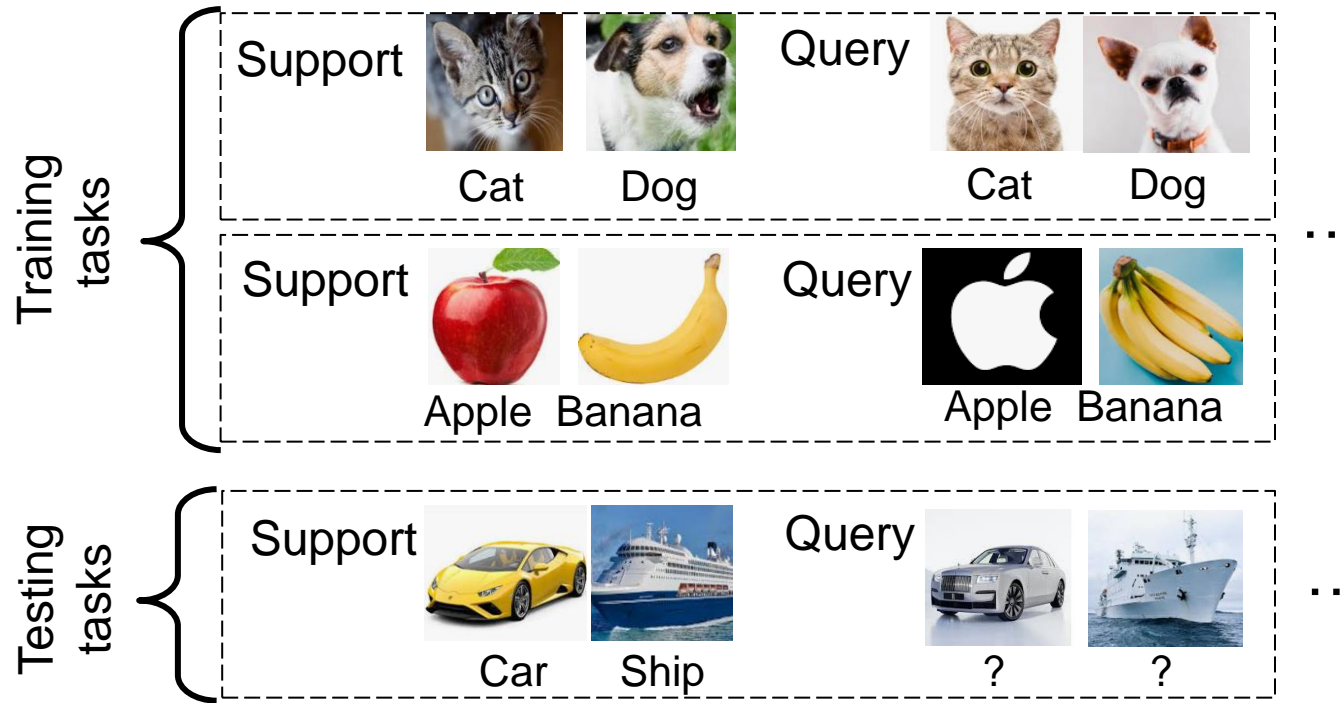 Training
tasks
Support
Query
Cat
Dog
Cat
Dog
Support
Query
Apple
Banana
Apple
Banana
..
Testing
tasks
Support
Query
Car
Ship
?
?
..